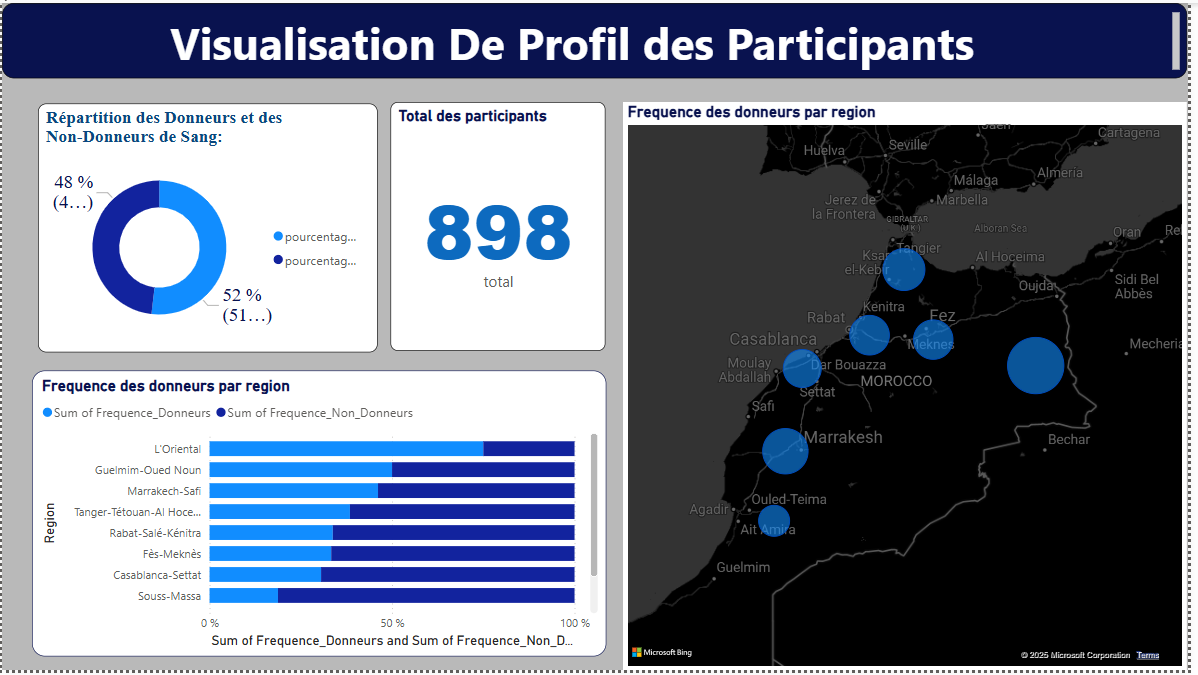 Visualisation De Profil des Participants
Répartition des Donneurs et des
Non-Donneurs de Sang:
48 %
(4…)
52 %
(51…)
pourcentag...
pourcentag...
Total des participants
898
total
Frequence des donneurs par region
Sum of Frequence_Donneurs
Sum of Frequence_Non_Donneurs
Region
L'Oriental
Guelmim-Oued Noun
Marrakech-Safi
Tanger-Tétouan-Al Hoce...
Rabat-Salé-Kénitra
Fès-Meknès
Casablanca-Settat
Souss-Massa
0 %
50 %
100 %
Sum of Frequence_Donneurs and Sum of Frequence_Non_D...
Frequence des donneurs par region
Jaén
Cartagena
Huelva
Seville
Málaga
Almeria
Jerez de
la Frontera
Marbella
GIBRALTAR
(U.K.)
Alboran Sea
Oran
Tangier
Ksar
el-Kebir
Al Hoceima
Oujda
Sidi Bel
Abbès
Kenitra
Rabat
Fez
Casablanca
Meknes
Mecheria
Moulay
Abdallah
Dar Bouazza
MOROCCO
Settat
Safi
Marrakesh
Bechar
Ouled-Teima
Agadir
Ait Amira
Guelmim
Microsoft Bing
© 2025 Microsoft Corporation
Terms